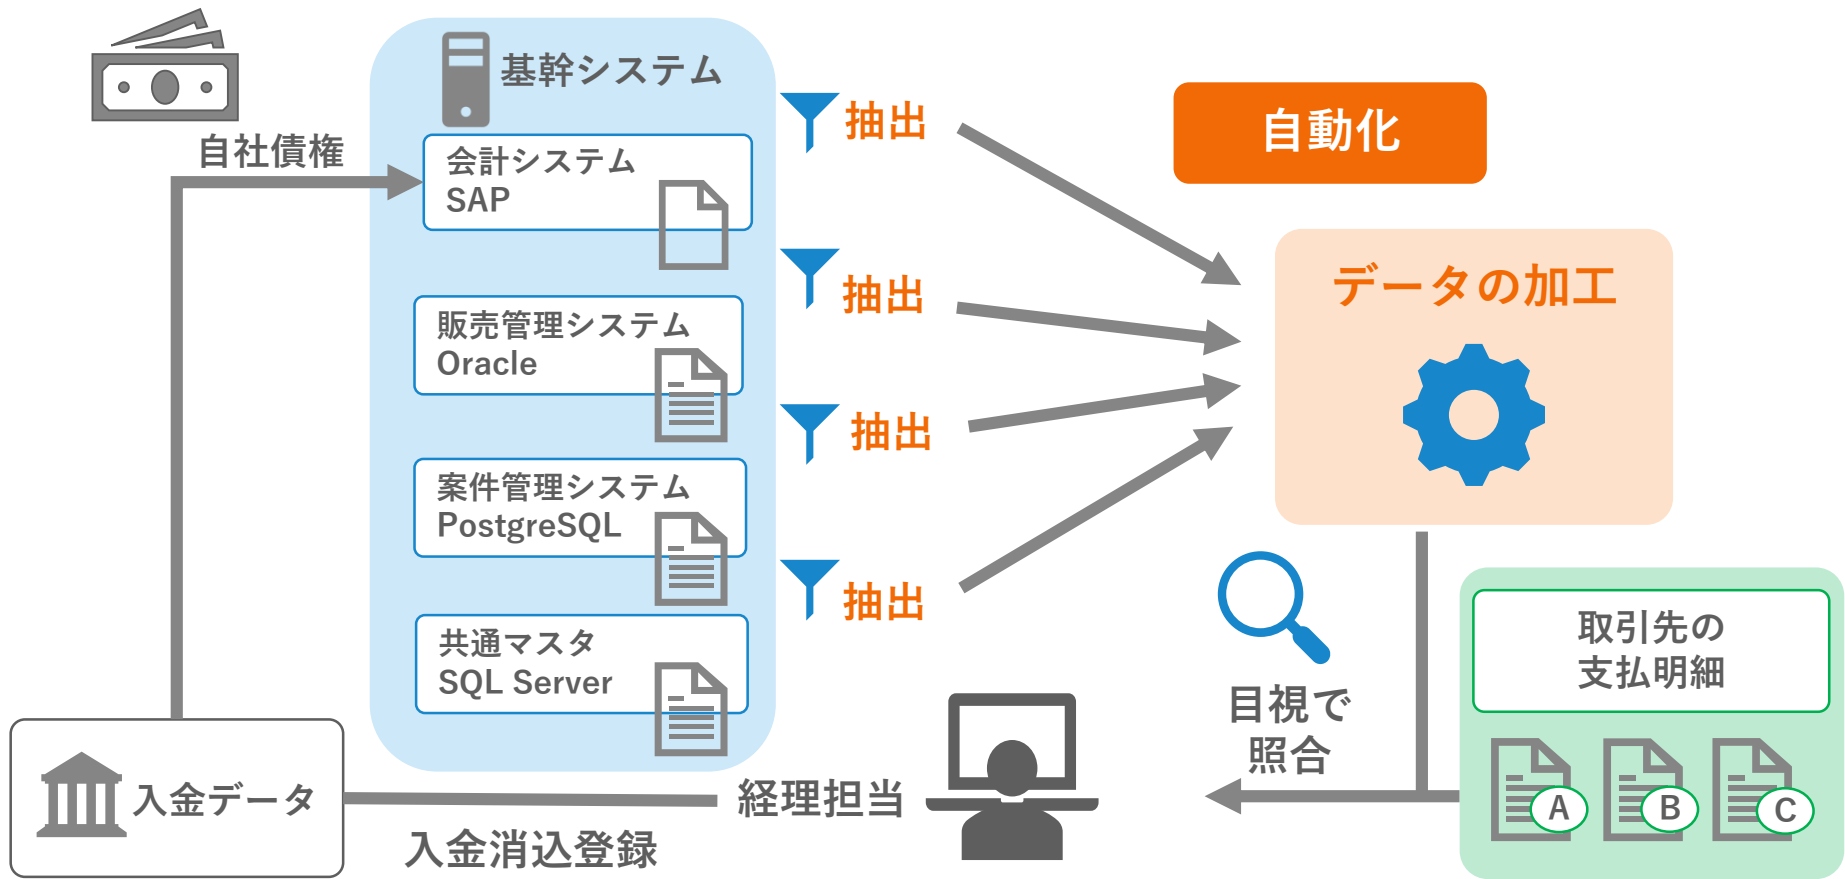 基幹システム
自社債権
会計システム
SAP
販売管理システム
Oracle
案件管理システム
PostgreSQL
共通マスタ
SQL Server
抽出
抽出
抽出
抽出
自動化
データの加工
取引先の
支払明細
A
B
C
目視で
照合
経理担当
入金データ
入金消込登録